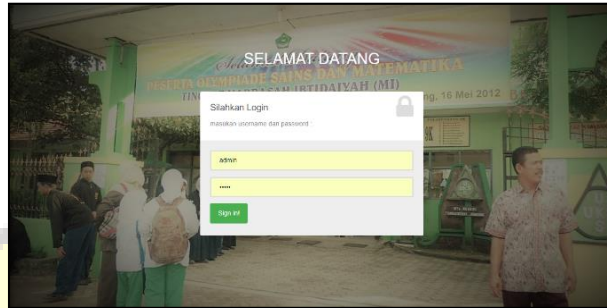 SELAMAT DATANG
PESERTA OLYMPIADE SAINS DAN MATEMATIKA
IBTIDAIYAH (MI)
16 Mei 2012
Silahkan Login
masukan username dan password :
admin
•••••
Sign in!